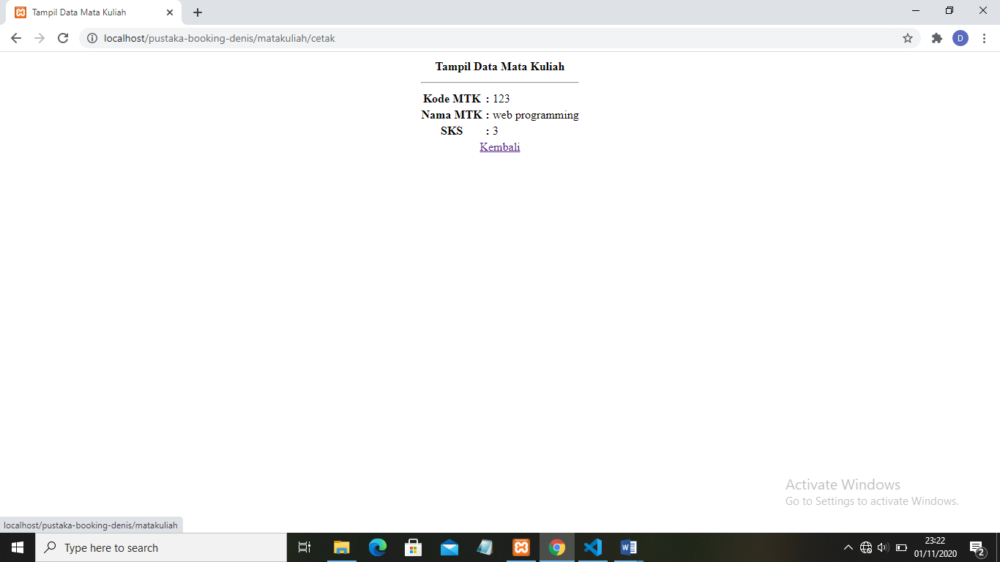 Tampil Data Mata Kuliah
localhost/pustaka-booking-denis/matakuliah/cetak
D
Tampil Data Mata Kuliah
Kode MTK : 123
Nama MTK : web programming
SKS : 3
Kembali
Activate Windows
Go to Settings to activate Windows.
localhost/pustaka-booking-denis/matakuliah
Type here to search
23:22
01/11/2020
2